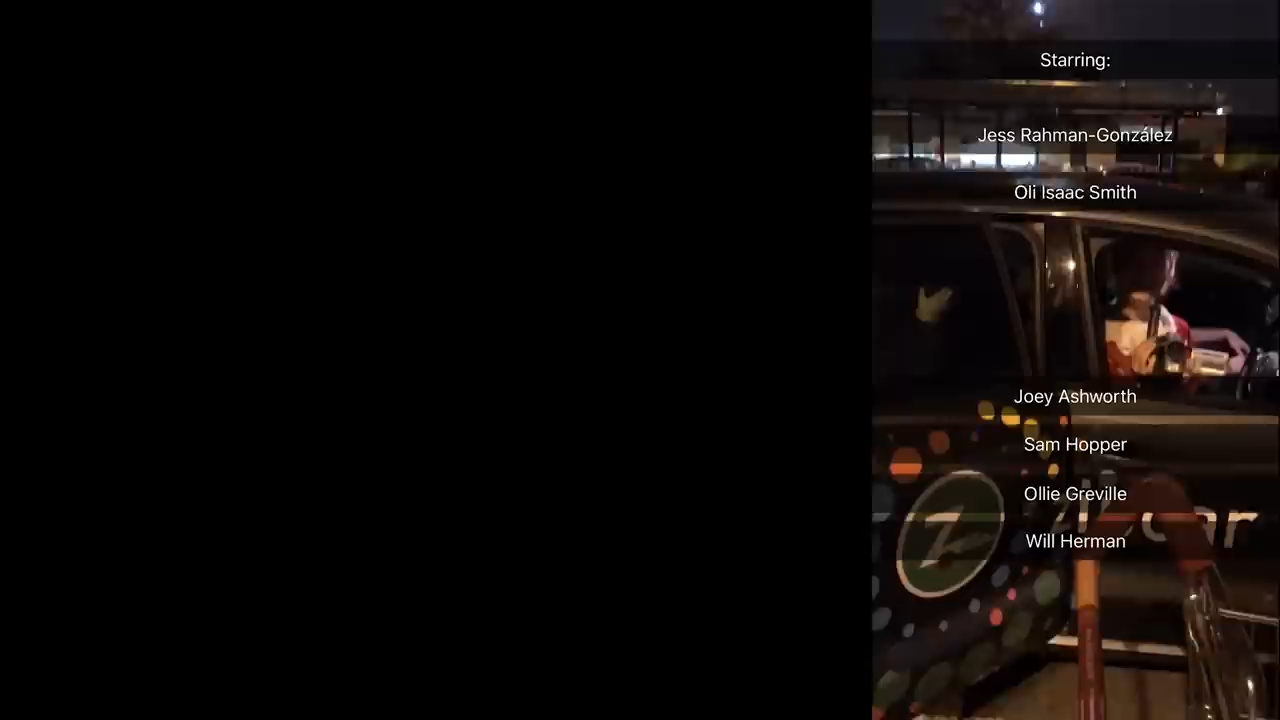 Starring:
Jess Rahman-González
Oli Isaac Smith
Joey Ashworth
Sam Hopper
Ollie Greville
Will Herman
Z